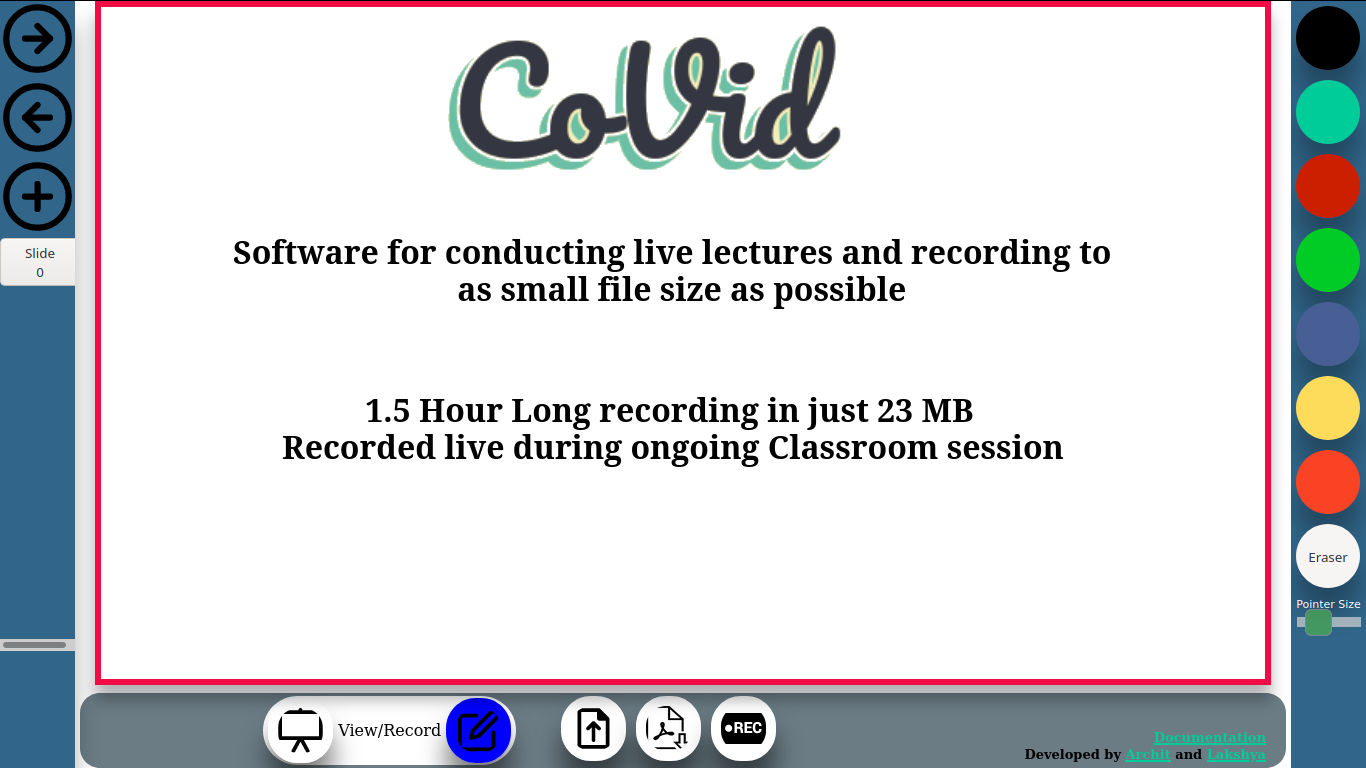 CoVid
Software for conducting live lectures and recording to
as small file size as possible
1.5 Hour Long recording in just 23 MB
Recorded live during ongoing Classroom session
Slide
0
Eraser
Pointer Size
View/Record
REC
Documentation
Developed by Archit and Lakshya